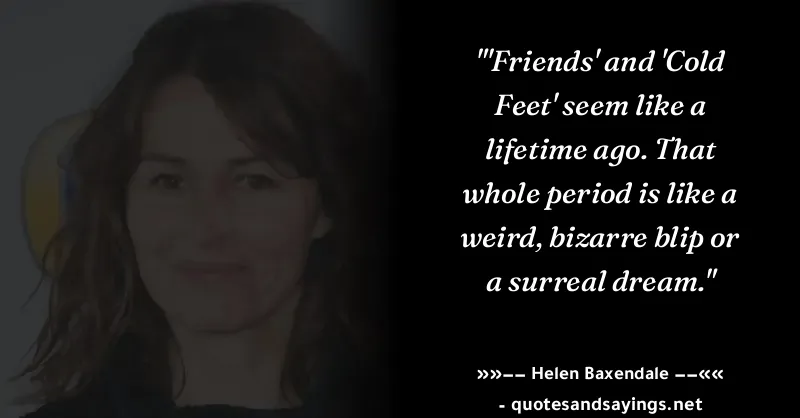 "'Friends' and 'Cold
Feet' seem like a
lifetime ago. That
whole period is like a
weird, bizarre blip or
a surreal dream."
»»−− Helen Baxendale −−««
- quotesandsayings.net